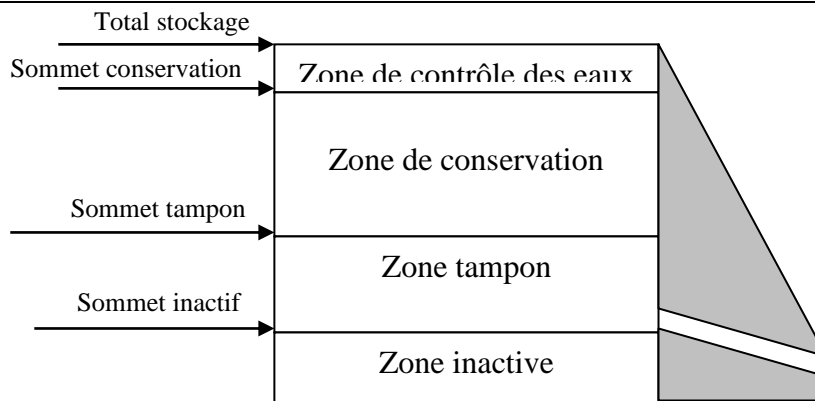 Total stockage
Sommet conservation
Zone de contrôle des eaux
Zone de conservation
Sommet tampon
Zone tampon
Sommet inactif
Zone inactive